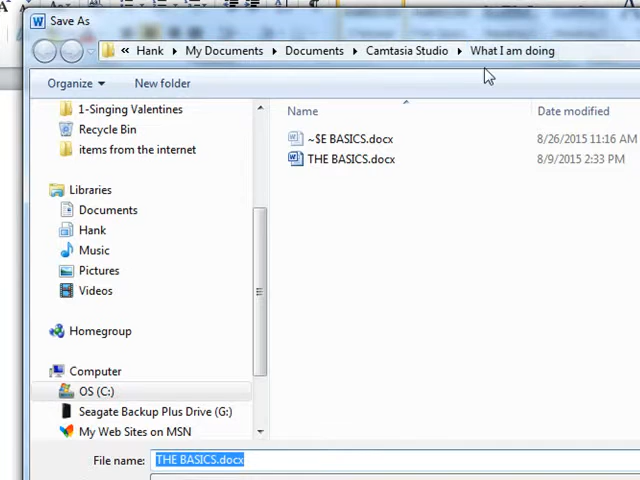 Save As
« Hank ▸ My Documents ▸ Documents ▸ Camtasia Studio ▸ What I am doing
Organize ▾ New folder
1-Singing Valentines
Recycle Bin
items from the internet
Libraries
Documents
Hank
Music
Pictures
Videos
Homegroup
Computer
OS (C:)
Seagate Backup Plus Drive (G:)
My Web Sites on MSN
Name Date modified
~$E BASICS.docx 8/26/2015 11:16 AM
THE BASICS.docx 8/9/2015 2:33 PM
File name: THE BASICS.docx